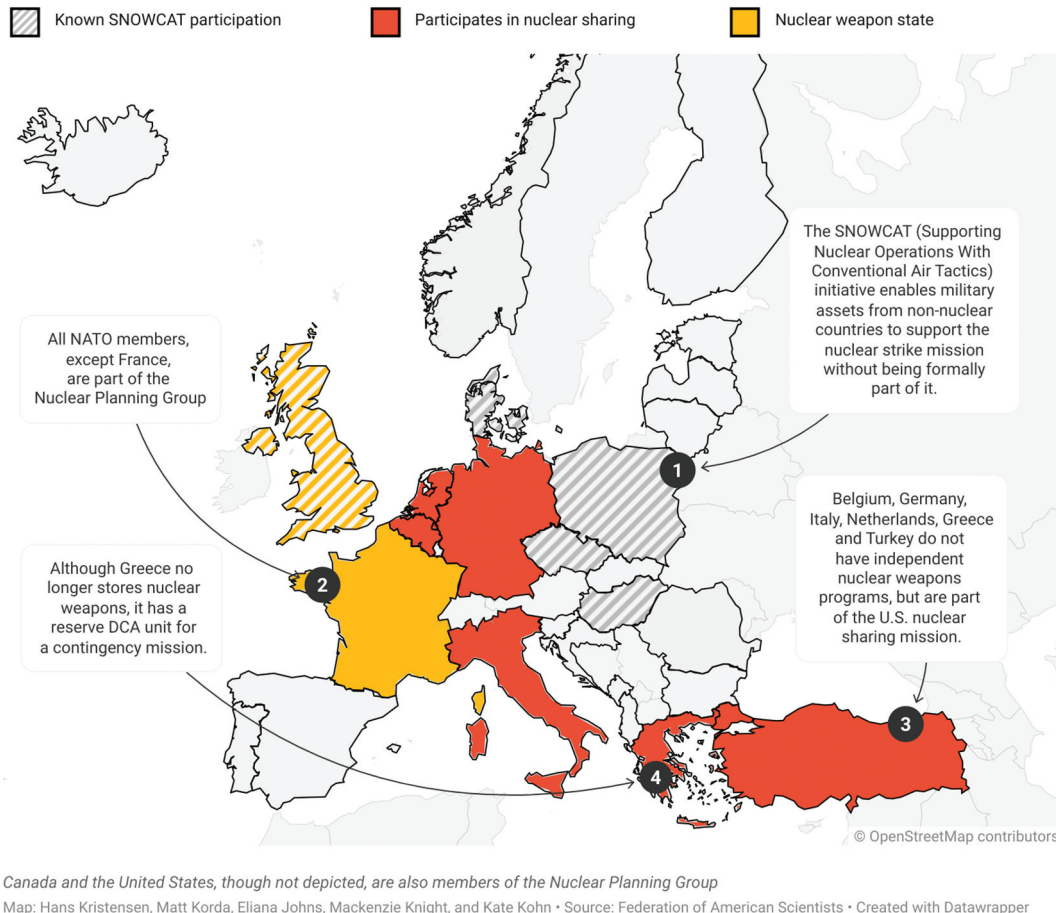 Known SNOWCAT participation
Participates in nuclear sharing
Nuclear weapon state
The SNOWCAT (Supporting
Nuclear Operations With
Conventional Air Tactics)
initiative enables military
assets from non-nuclear
countries to support the
nuclear strike mission
without being formally
part of it.
All NATO members,
except France,
are part of the
Nuclear Planning Group
1
Belgium, Germany,
Italy, Netherlands, Greece
and Turkey do not
have independent
nuclear weapons
programs, but are part
of the U.S. nuclear
sharing mission.
Although Greece no
longer stores nuclear
weapons, it has a
reserve DCA unit for
a contingency mission.
2
3
4
© OpenStreetMap contributors
Canada and the United States, though not depicted, are also members of the Nuclear Planning Group
Map: Hans Kristensen, Matt Korda, Eliana Johns, Mackenzie Knight, and Kate Kohn • Source: Federation of American Scientists • Created with Datawrapper